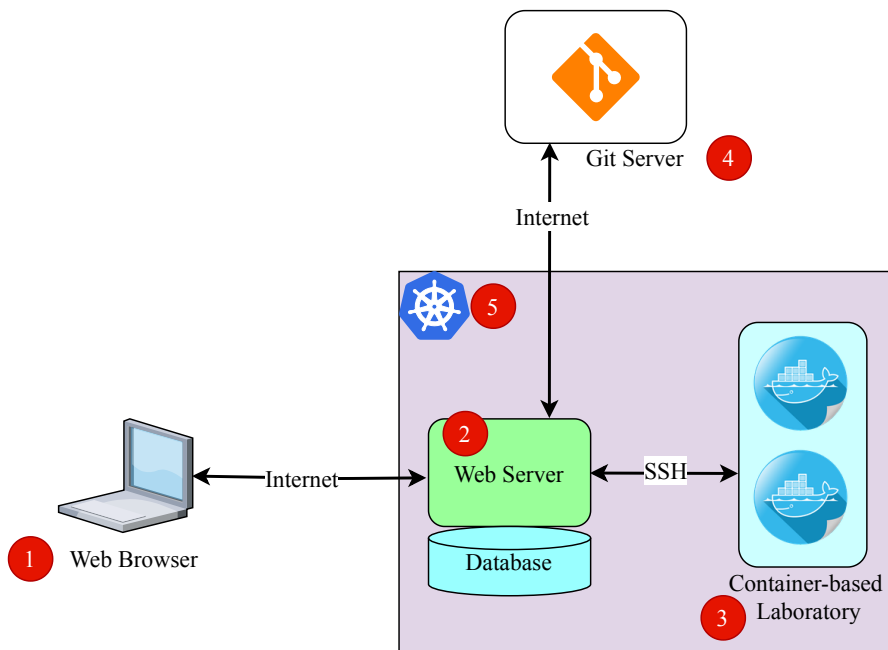 Git Server
4
Internet
5
2
Web Server
SSH
Internet
Database
1
Web Browser
Container-based
Laboratory
3